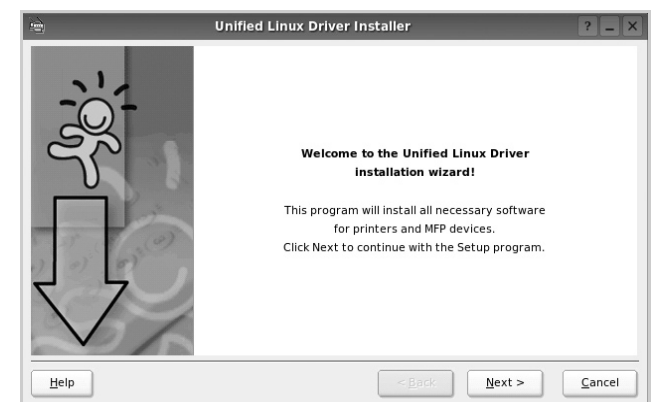 Unified Linux Driver Installer
Welcome to the Unified Linux Driver
installation wizard!
This program will install all necessary software
for printers and MFP devices.
Click Next to continue with the Setup program.
Help
< Back
Next >
Cancel